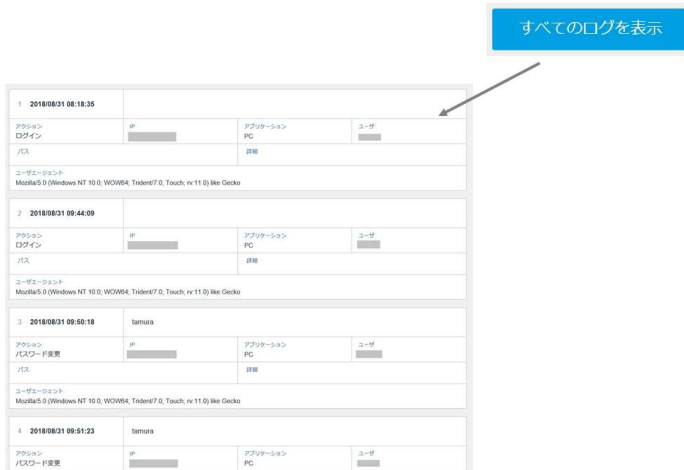 すべてのログを表示
1 2018/08/31 08:18:35
アクション IP アプリケーション ユーザ
ログイン PC
パス 詳細
ユーザエージェント
Mozilla/5.0 (Windows NT 10.0; WOW64; Trident/7.0; Touch; rv:11.0) like Gecko
2 2018/08/31 09:44:09
アクション IP アプリケーション ユーザ
ログイン PC
パス 詳細
ユーザエージェント
Mozilla/5.0 (Windows NT 10.0; WOW64; Trident/7.0; Touch; rv:11.0) like Gecko
3 2018/08/31 09:50:18 tamura
アクション IP アプリケーション ユーザ
パスワード変更 PC
パス 詳細
ユーザエージェント
Mozilla/5.0 (Windows NT 10.0; WOW64; Trident/7.0; Touch; rv:11.0) like Gecko
4 2018/08/31 09:51:23 tamura
アクション IP アプリケーション ユーザ
パスワード変更 PC